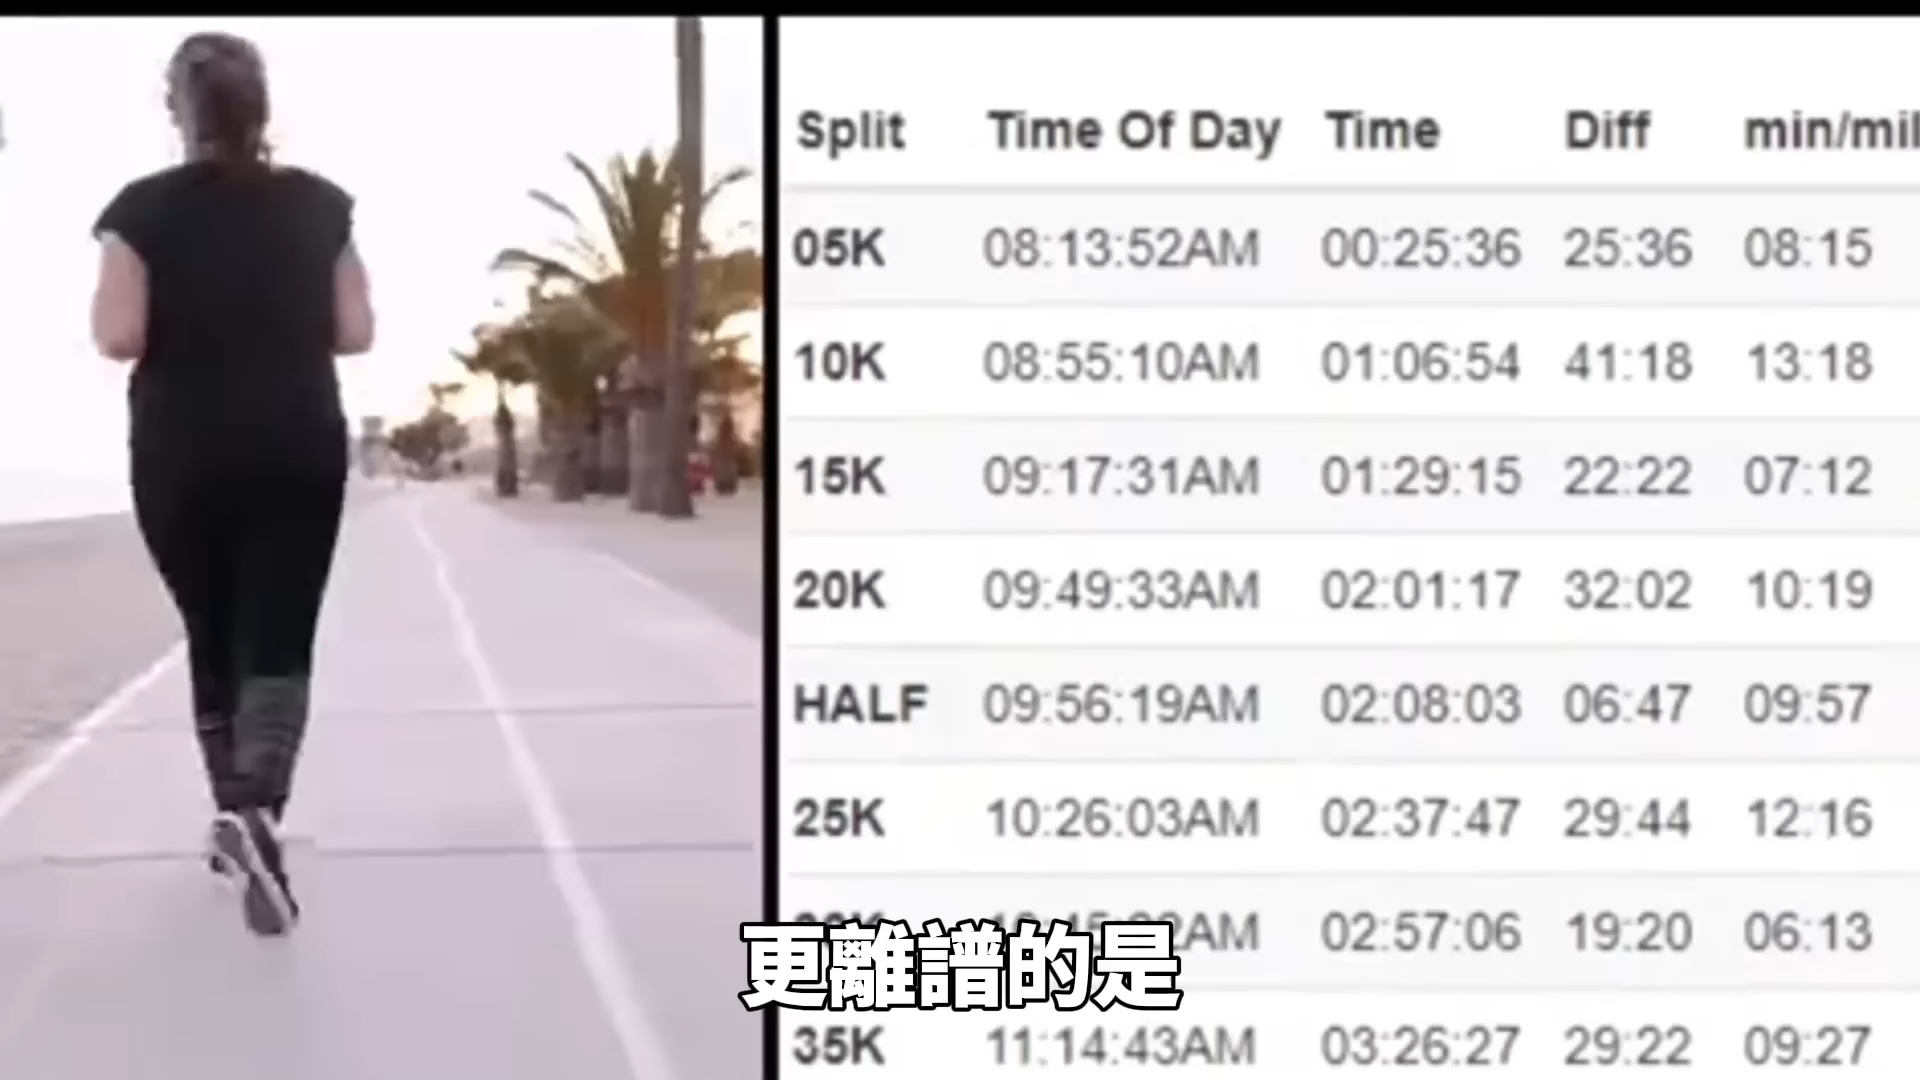 Split Time Of Day Time Diff min/mil
05K 08:13:52AM 00:25:36 25:36 08:15
10K 08:55:10AM 01:06:54 41:18 13:18
15K 09:17:31AM 01:29:15 22:22 07:12
20K 09:49:33AM 02:01:17 32:02 10:19
HALF 09:56:19AM 02:08:03 06:47 09:57
25K 10:26:03AM 02:37:47 29:44 12:16
02:57:06 19:20 06:13
更離譜的是
35K 11:14:43AM 03:26:27 29:22 09:27